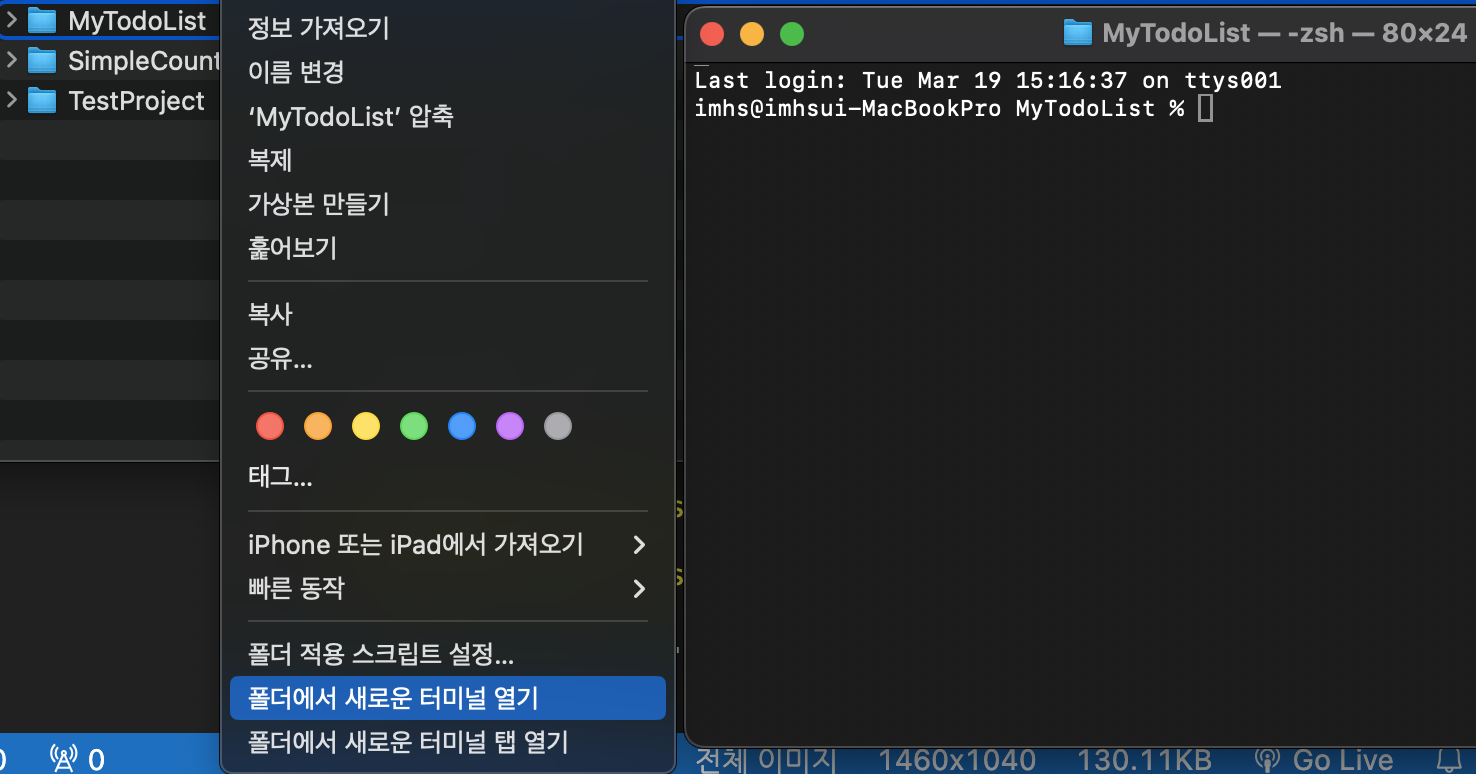 MyTodoList
SimpleCount
TestProject
정보 가져오기
이름 변경
‘MyTodoList’ 압축
복제
가상본 만들기
훑어보기
복사
공유...
태그...
iPhone 또는 iPad에서 가져오기
빠른 동작
폴더 적용 스크립트 설정...
폴더에서 새로운 터미널 열기
폴더에서 새로운 터미널 탭 열기
MyTodoList — -zsh — 80×24
Last login: Tue Mar 19 15:16:37 on ttys001
imhs@imhsui-MacBookPro MyTodoList %
0 0 전체 이미지 1460x1040 130.11KB Go Live